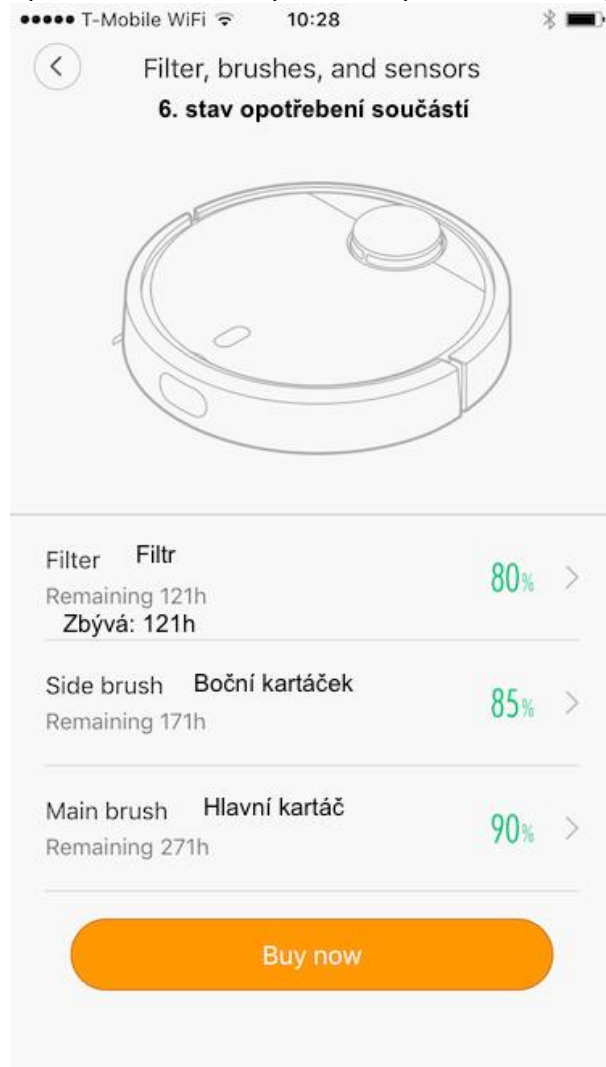 T-Mobile WiFi 10:28
Filter, brushes, and sensors
6. stav opotřebení součástí
Filter Filtr
80%
Remaining 121h
Zbývá: 121h
Side brush Boční kartáček
85%
Remaining 171h
Main brush Hlavní kartáč
90%
Remaining 271h
Buy now